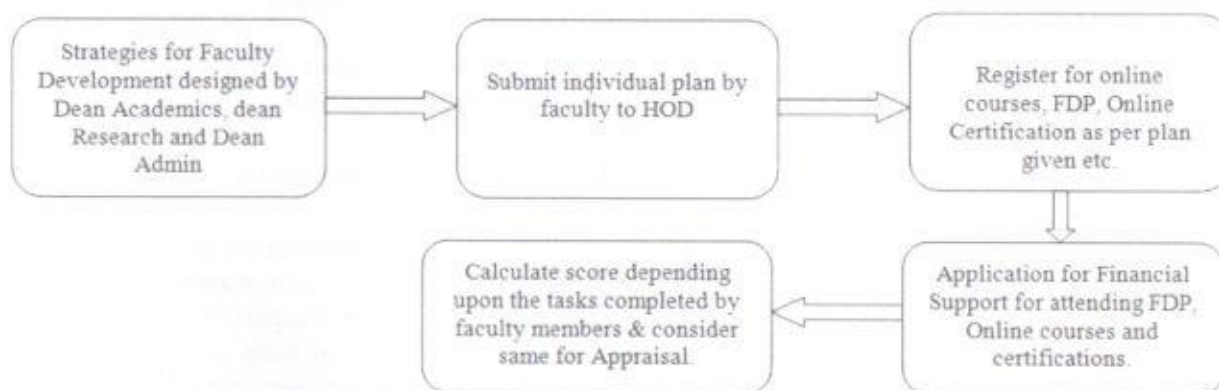 Strategies for Faculty
Development designed by
Dean Academics, dean
Research and Dean
Admin
Submit individual plan by
faculty to HOD
Register for online
courses, FDP, Online
Certification as per plan
given etc.
Application for Financial
Support for attending FDP,
Online courses and
certifications.
Calculate score depending
upon the tasks completed by
faculty members & consider
same for Appraisal.